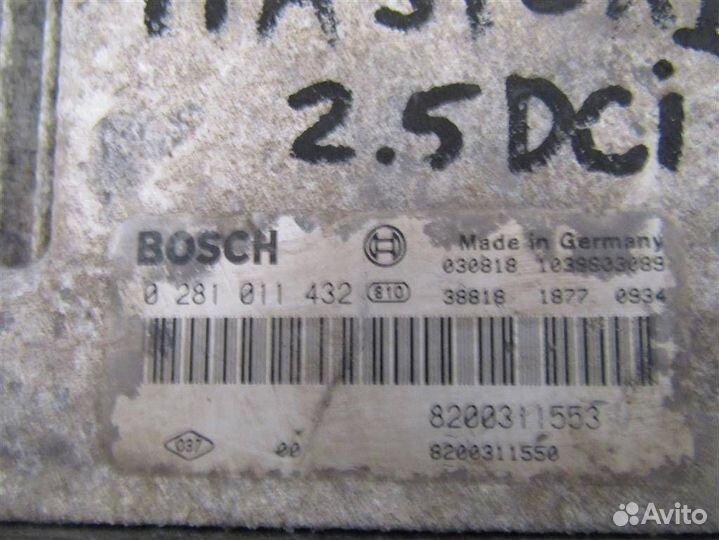 2.5 DCi
BOSCH Made in Germany
030818 1039S03089
0 281 011 432 810 38818 1877 0934
8200311553
037 00 8200311550
Avito